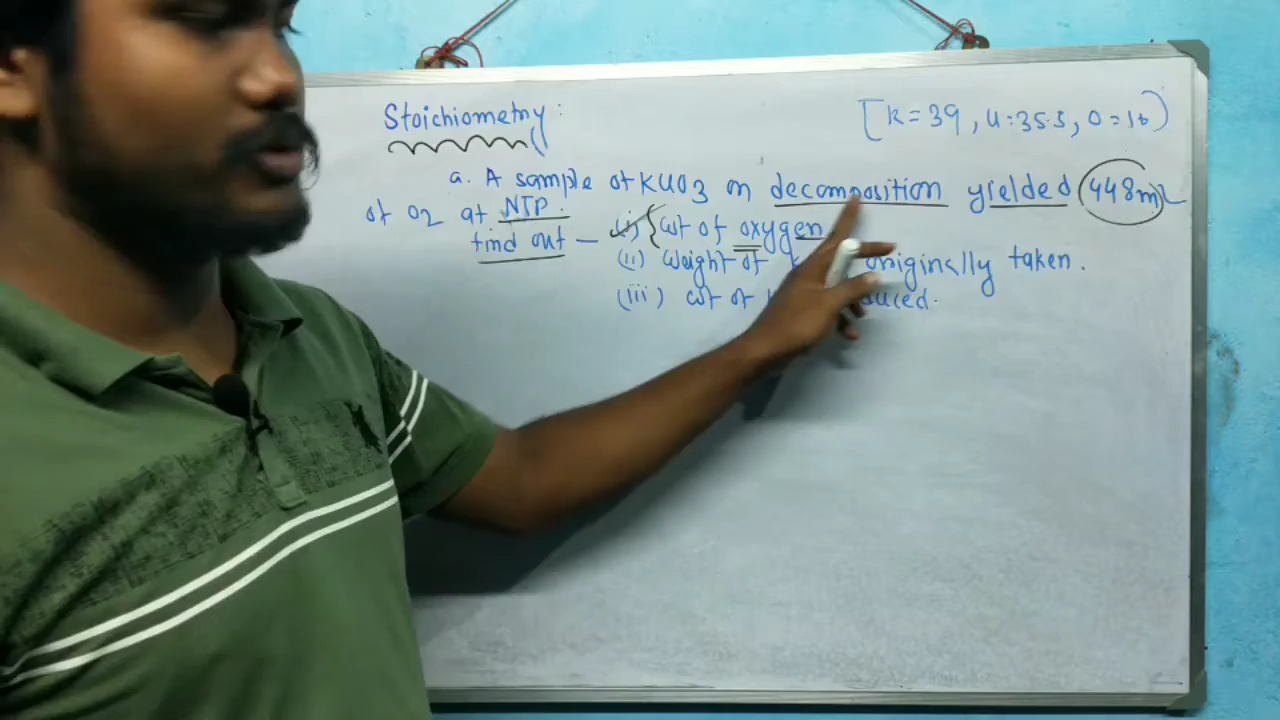 Stoichiometry:
[K=39, Cl=35.5, O=16)
a. A sample of KClO3 on decomposition yielded 448mL
of O2 at NTP.
find out - (i) wt of oxygen
(ii) Weight of originally taken.
(iii) wt of